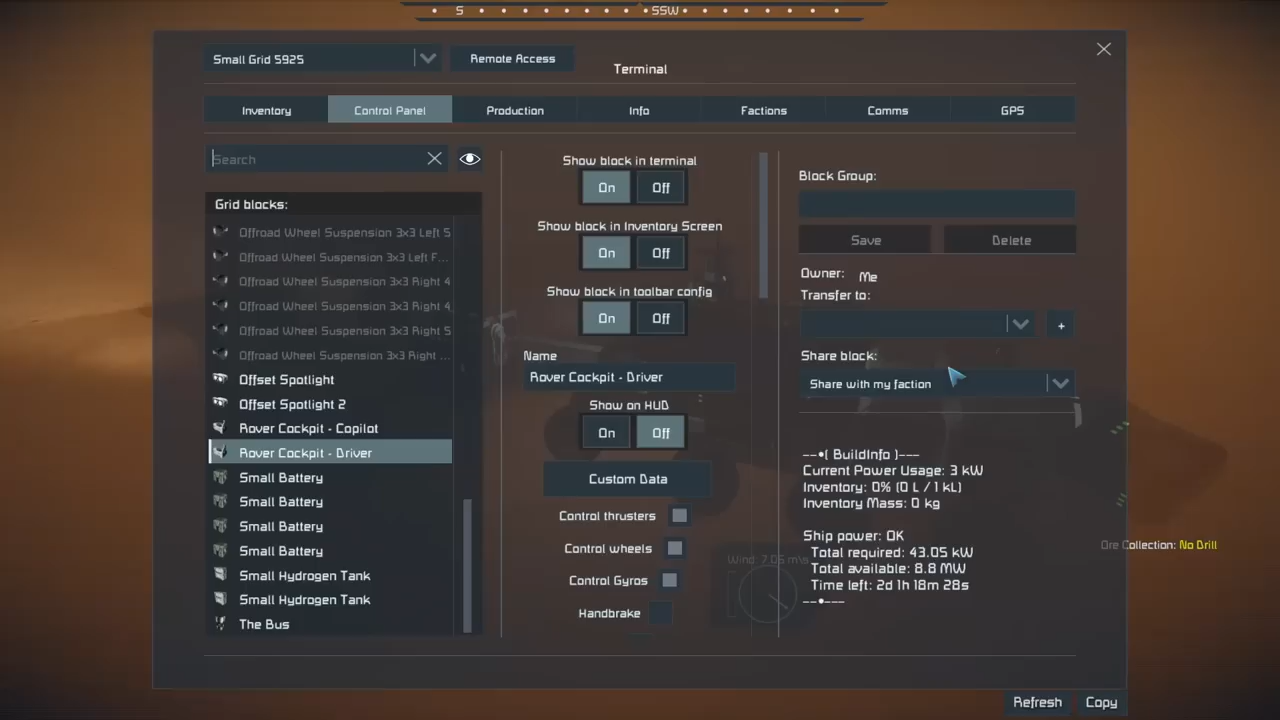 S
SSW
Small Grid 5925
Remote Access
Terminal
Inventory
Control Panel
Production
Info
Factions
Comms
GPS
Search
Grid blocks:
Offroad Wheel Suspension 3x3 Left 5
Offroad Wheel Suspension 3x3 Left F...
Offroad Wheel Suspension 3x3 Right 4
Offroad Wheel Suspension 3x3 Right 4
Offroad Wheel Suspension 3x3 Right 5
Offroad Wheel Suspension 3x3 Right ...
Offset Spotlight
Offset Spotlight 2
Rover Cockpit - Copilot
Rover Cockpit - Driver
Small Battery
Small Battery
Small Battery
Small Battery
Small Hydrogen Tank
Small Hydrogen Tank
The Bus
Show block in terminal
On Off
Show block in Inventory Screen
On Off
Show block in toolbar config
On Off
Name
Rover Cockpit - Driver
Show on HUD
On Off
Custom Data
Control thrusters
Control wheels
Control Gyros
Handbrake
Wind: 7.05 m/s
Block Group:
Save
Delete
Owner: Me
Transfer to:
+
Share block:
Share with my faction
--•( BuildInfo )---
Current Power Usage: 3 kW
Inventory: 0% (0 L / 1 kL)
Inventory Mass: 0 kg
Ship power: OK
Total required: 43.05 kW
Total available: 8.8 MW
Time left: 2d 1h 18m 28s
--•---
Ore Collection: No Drill
Refresh
Copy